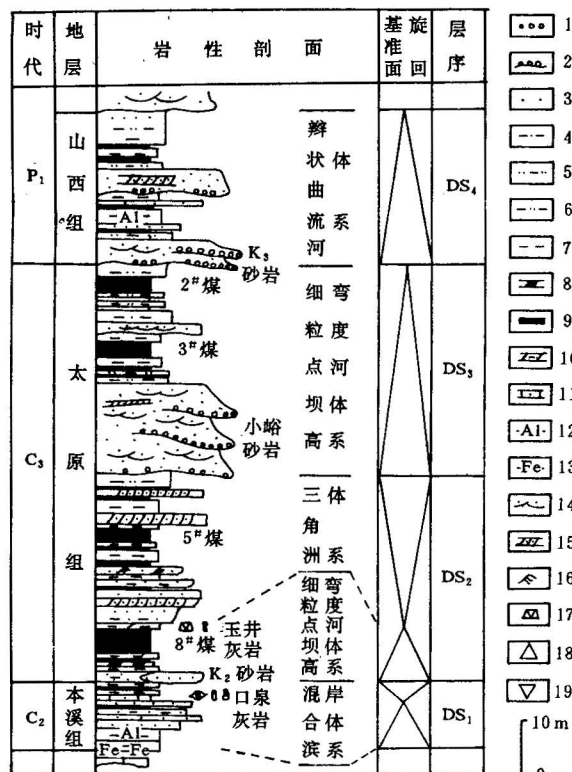 时代
地层
岩性剖面
基准面
旋回
层序
P₁
山西组
辫状曲流河
体系
DS₄
Al
K₃
砂岩
C₃
太原组
2#煤
3#煤
小峪
砂岩
细粒点坝高
弯度河体系
DS₃
5#煤
三角洲
体系
DS₂
8#煤
玉井
灰岩
细粒点坝高
弯度河体系
K₂砂岩
C₂
本溪组
口泉
灰岩
混合滨
岸体系
DS₁
Al
Fe Fe
1
2
3
4
5
6
7
8
9
10
11
Al 12
Fe 13
14
15
16
17
18
19
10 m
0